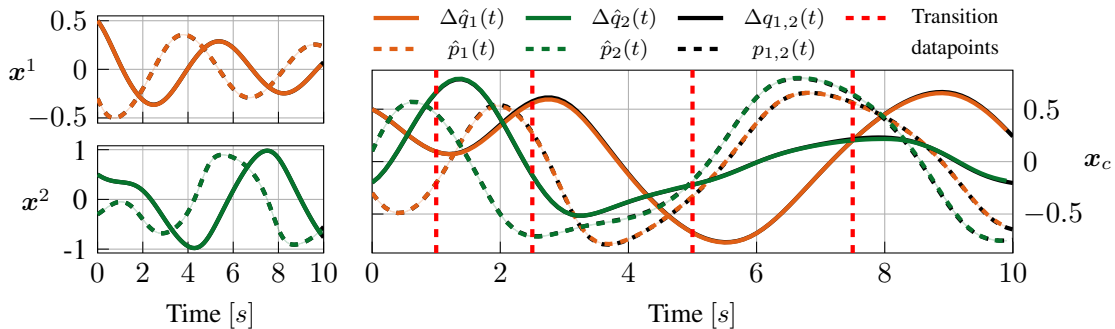 Δq̂₁(t) Δq̂₂(t) Δq₁,₂(t) Transition
p̂₁(t) p̂₂(t) p₁,₂(t) datapoints
0.5
0
−0.5
x¹
1
0
-1
x²
0 2 4 6 8 10
Time [s]
0.5
0
−0.5
x_c
0 2 4 6 8 10
Time [s]